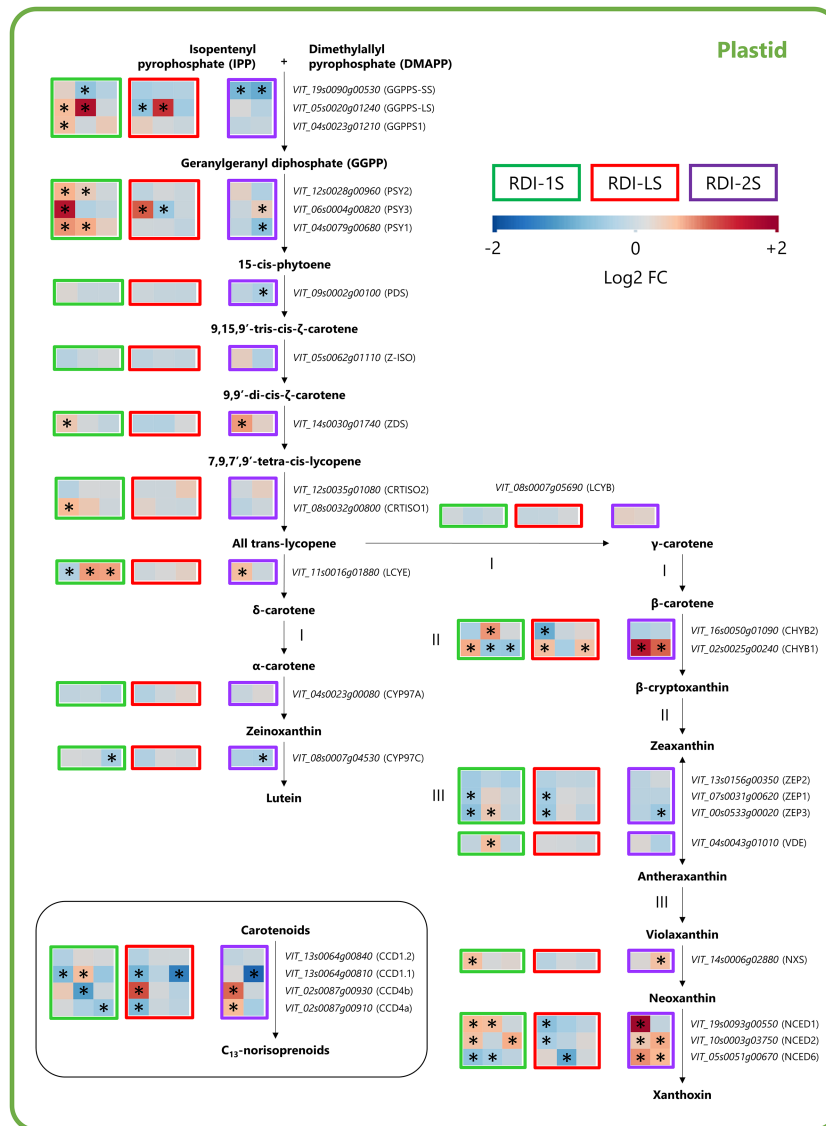 Plastid
Isopentenyl
pyrophosphate (IPP)
+
Dimethylallyl
pyrophosphate (DMAPP)
* * * VIT_19s0090g00530 (GGPPS-SS)
* * * * VIT_05s0020g01240 (GGPPS-LS)
* VIT_04s0023g01210 (GGPPS1)
Geranylgeranyl diphosphate (GGPP)
RDI-1S RDI-LS RDI-2S
-2 0 +2
Log2 FC
* * VIT_12s0028g00960 (PSY2)
* * * * VIT_06s0004g00820 (PSY3)
* * * VIT_04s0079g00680 (PSY1)
15-cis-phytoene
* VIT_09s0002g00100 (PDS)
9,15,9′-tris-cis-ζ-carotene
VIT_05s0062g01110 (Z-ISO)
9,9′-di-cis-ζ-carotene
* * VIT_14s0030g01740 (ZDS)
7,9,7′,9′-tetra-cis-lycopene
VIT_12s0035g01080 (CRTISO2)
* VIT_08s0032g00800 (CRTISO1)
VIT_08s0007g05690 (LCYB)
All trans-lycopene
γ-carotene
I
* * * * VIT_11s0016g01880 (LCYE)
I
δ-carotene
β-carotene
I
II
* * VIT_16s0050g01090 (CHYB2)
* * * * * * * VIT_02s0025g00240 (CHYB1)
α-carotene
β-cryptoxanthin
VIT_04s0023g00080 (CYP97A)
II
Zeinoxanthin
Zeaxanthin
* * VIT_08s0007g04530 (CYP97C)
Lutein
III
VIT_13s0156g00350 (ZEP2)
* * VIT_07s0031g00620 (ZEP1)
* * * * VIT_00s0533g00020 (ZEP3)
* VIT_04s0043g01010 (VDE)
Antheraxanthin
III
Violaxanthin
* * VIT_14s0006g02880 (NXS)
Neoxanthin
* * * * VIT_19s0093g00550 (NCED1)
* * * * * VIT_10s0003g03750 (NCED2)
* * * * * VIT_05s0051g00670 (NCED6)
Xanthoxin
Carotenoids
VIT_13s0064g00840 (CCD1.2)
* * * * * VIT_13s0064g00810 (CCD1.1)
* * * VIT_02s0087g00930 (CCD4b)
* * * VIT_02s0087g00910 (CCD4a)
C₁₃-norisoprenoids